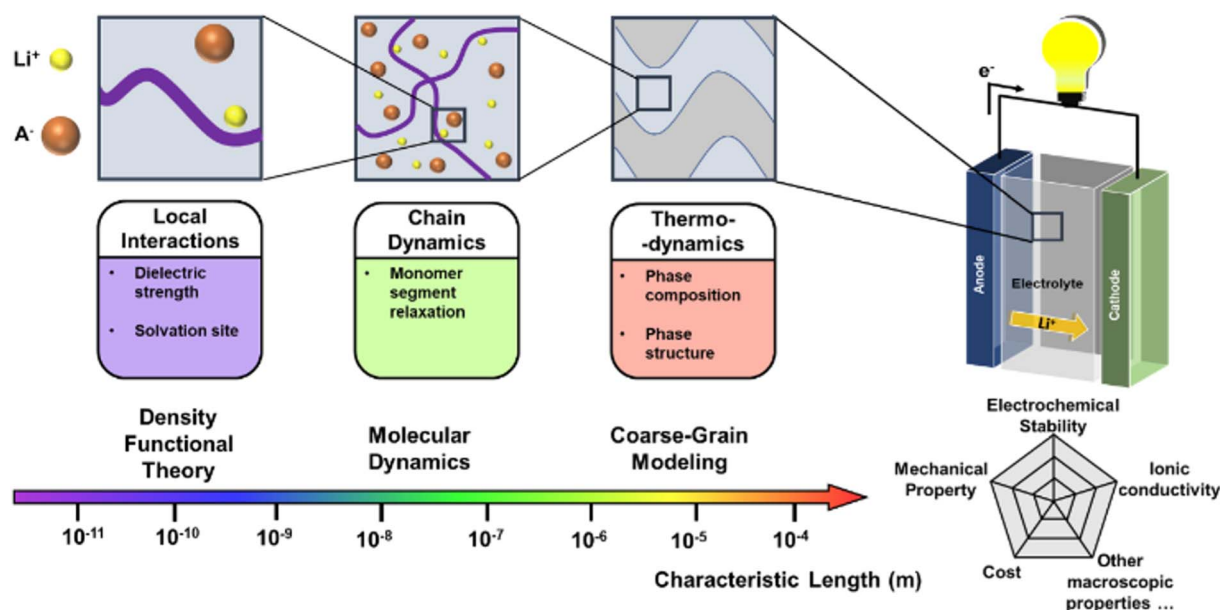 Li⁺
A⁻
Local
Interactions
• Dielectric
strength
• Solvation site
Chain
Dynamics
• Monomer
segment
relaxation
Thermo-
-dynamics
• Phase
composition
• Phase
structure
e⁻
Anode
Electrolyte
Li⁺
Cathode
Density
Functional
Theory
Molecular
Dynamics
Coarse-Grain
Modeling
10⁻¹¹
10⁻¹⁰
10⁻⁹
10⁻⁸
10⁻⁷
10⁻⁶
10⁻⁵
10⁻⁴
Characteristic Length (m)
Electrochemical
Stability
Mechanical
Property
Ionic
conductivity
Cost
Other
macroscopic
properties ...